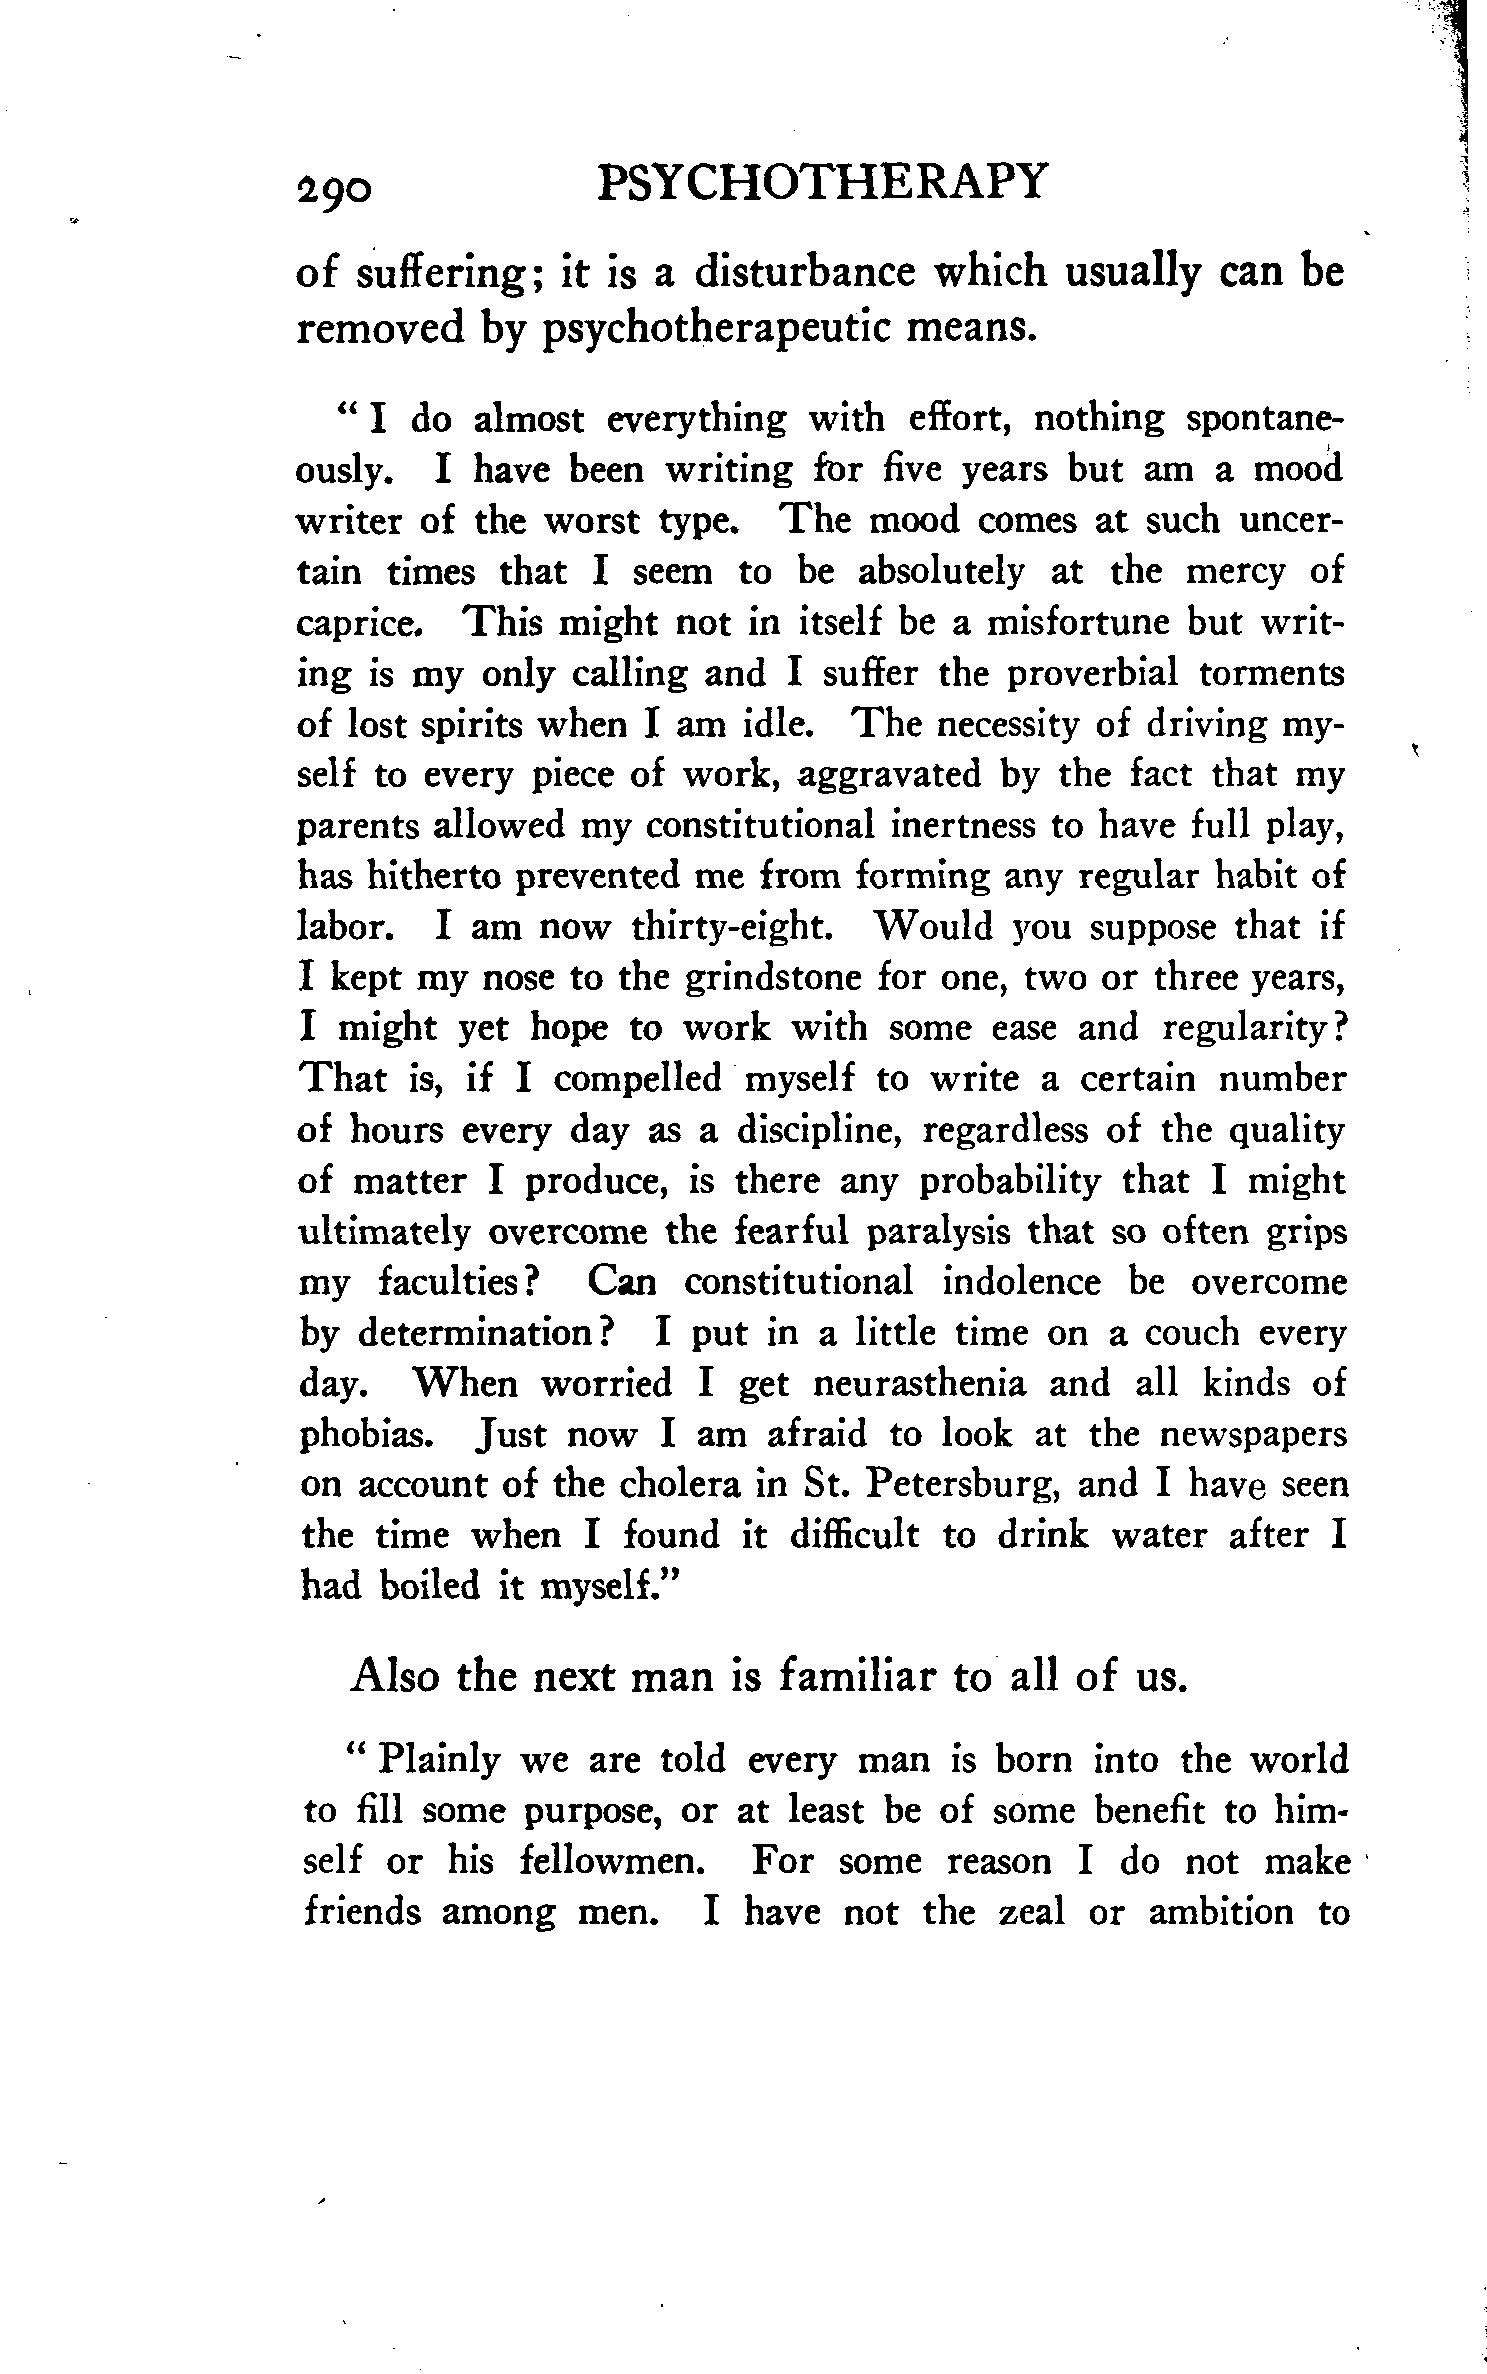 290 PSYCHOTHERAPY
of suffering; it is a disturbance which usually can be
removed by psychotherapeutic means.
“ I do almost everything with effort, nothing spontane-
ously. I have been writing for five years but am a mood
writer of the worst type. The mood comes at such uncer-
tain times that I seem to be absolutely at the mercy of
caprice. This might not in itself be a misfortune but writ-
ing is my only calling and I suffer the proverbial torments
of lost spirits when I am idle. The necessity of driving my-
self to every piece of work, aggravated by the fact that my
parents allowed my constitutional inertness to have full play,
has hitherto prevented me from forming any regular habit of
labor. I am now thirty-eight. Would you suppose that if
I kept my nose to the grindstone for one, two or three years,
I might yet hope to work with some ease and regularity?
That is, if I compelled myself to write a certain number
of hours every day as a discipline, regardless of the quality
of matter I produce, is there any probability that I might
ultimately overcome the fearful paralysis that so often grips
my faculties? Can constitutional indolence be overcome
by determination? I put in a little time on a couch every
day. When worried I get neurasthenia and all kinds of
phobias. Just now I am afraid to look at the newspapers
on account of the cholera in St. Petersburg, and I have seen
the time when I found it difficult to drink water after I
had boiled it myself.”
Also the next man is familiar to all of us.
“ Plainly we are told every man is born into the world
to fill some purpose, or at least be of some benefit to him-
self or his fellowmen. For some reason I do not make
friends among men. I have not the zeal or ambition to